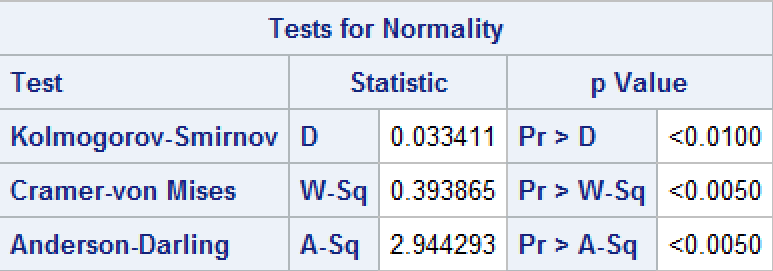 Tests for Normality
Test Statistic p Value
Kolmogorov-Smirnov D 0.033411 Pr > D <0.0100
Cramer-von Mises W-Sq 0.393865 Pr > W-Sq <0.0050
Anderson-Darling A-Sq 2.944293 Pr > A-Sq <0.0050